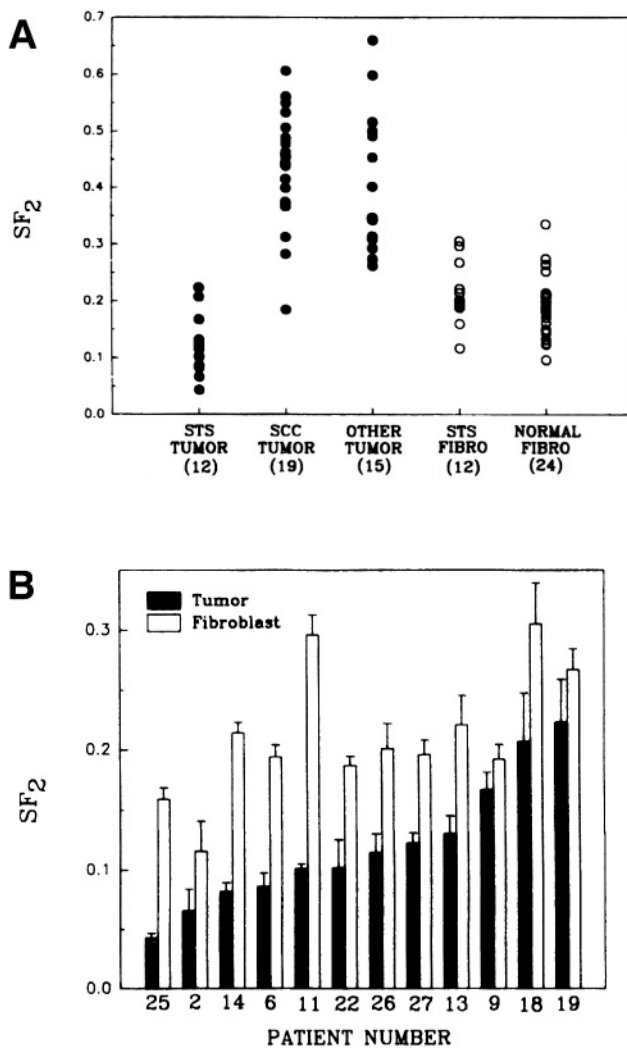 A
0.7
0.6
0.5
0.4
0.3
0.2
0.1
0.0
SF2
STS TUMOR (12)
SCC TUMOR (19)
OTHER TUMOR (15)
STS FIBRO (12)
NORMAL FIBRO (24)
B
Tumor
Fibroblast
0.3
0.2
0.1
0.0
SF2
25 2 14 6 11 22 26 27 13 9 18 19
PATIENT NUMBER